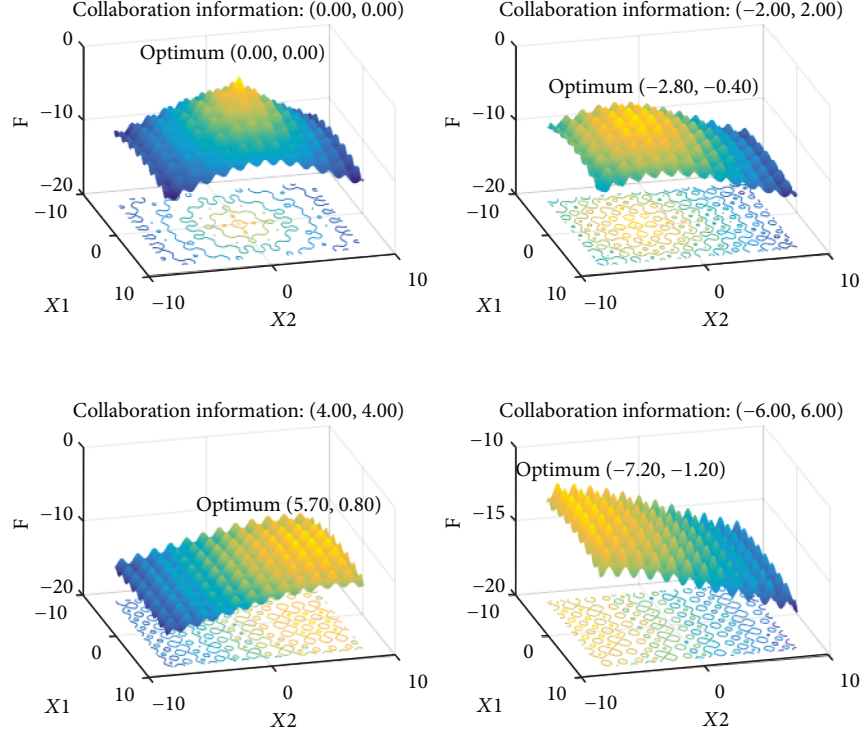 Collaboration information: (0.00, 0.00)
0
Optimum (0.00, 0.00)
−10
F
−20
−10
0
10
X1
−10
0
10
X2
Collaboration information: (−2.00, 2.00)
0
Optimum (−2.80, −0.40)
−10
F
−20
−10
0
10
X1
−10
0
10
X2
Collaboration information: (4.00, 4.00)
0
Optimum (5.70, 0.80)
−10
F
−20
−10
0
10
X1
−10
0
10
X2
Collaboration information: (−6.00, 6.00)
−10
Optimum (−7.20, −1.20)
−15
F
−20
−10
0
10
X1
−10
0
10
X2